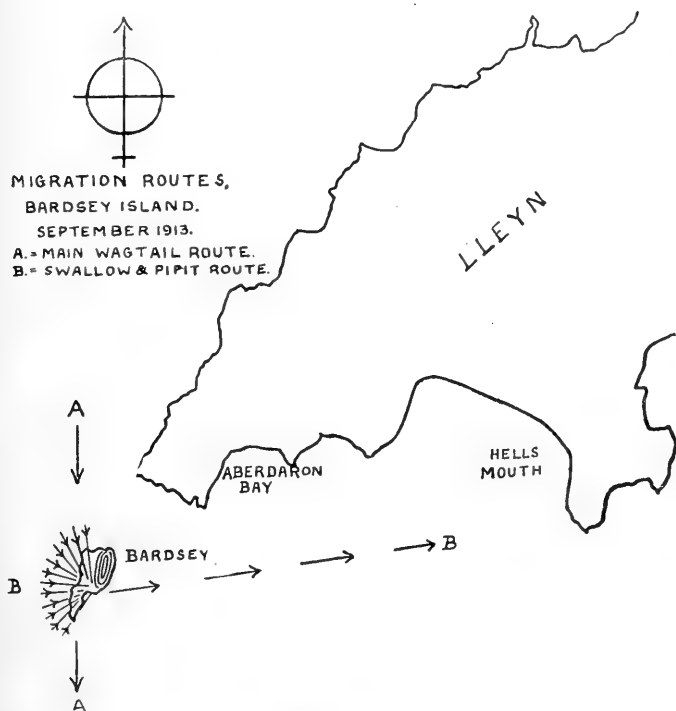 MIGRATION ROUTES,
BARDSEY ISLAND.
SEPTEMBER 1913.
A.= MAIN WAGTAIL ROUTE.
B.= SWALLOW & PIPIT ROUTE.
LLEYN
A
ABERDARON
BAY
HELLS
MOUTH
BARDSEY
B
B
A